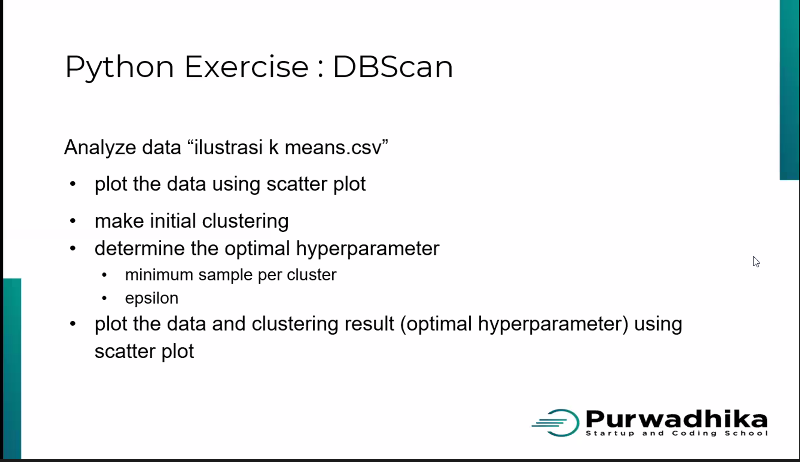 Python Exercise : DBScan
Analyze data “ilustrasi k means.csv”
• plot the data using scatter plot
• make initial clustering
• determine the optimal hyperparameter
• minimum sample per cluster
• epsilon
• plot the data and clustering result (optimal hyperparameter) using
scatter plot
Purwadhika
Startup and Coding School